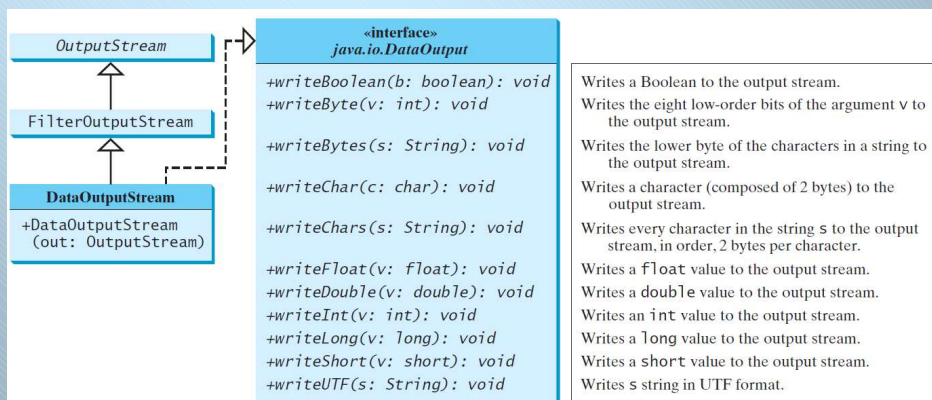 OutputStream
FilterOutputStream
DataOutputStream
+DataOutputStream
(out: OutputStream)
«interface»
java.io.DataOutput
+writeBoolean(b: boolean): void
Writes a Boolean to the output stream.
+writeByte(v: int): void
Writes the eight low-order bits of the argument v to
the output stream.
+writeBytes(s: String): void
Writes the lower byte of the characters in a string to
the output stream.
+writeChar(c: char): void
Writes a character (composed of 2 bytes) to the
output stream.
+writeChars(s: String): void
Writes every character in the string s to the output
stream, in order, 2 bytes per character.
+writeFloat(v: float): void
Writes a float value to the output stream.
+writeDouble(v: double): void
Writes a double value to the output stream.
+writeInt(v: int): void
Writes an int value to the output stream.
+writeLong(v: long): void
Writes a long value to the output stream.
+writeShort(v: short): void
Writes a short value to the output stream.
+writeUTF(s: String): void
Writes s string in UTF format.